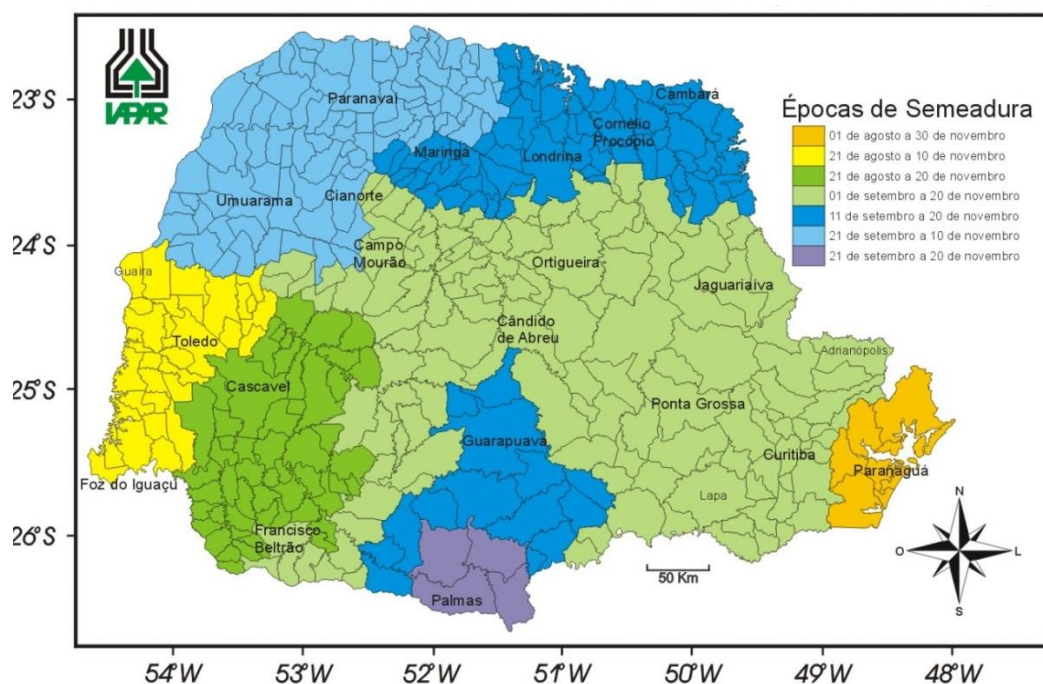 IAPAR
Épocas de Semeadura
01 de agosto a 30 de novembro
21 de agosto a 10 de novembro
21 de agosto a 20 de novembro
01 de setembro a 20 de novembro
11 de setembro a 20 de novembro
21 de setembro a 10 de novembro
21 de setembro a 20 de novembro
23°S
24°S
25°S
26°S
Paranavaí
Cambará
Cornélio
Procópio
Maringá
Londrina
Umuarama
Cianorte
Campo
Mourão
Ortigueira
Guaíra
Jaguariaíva
Toledo
Cândido
de Abreu
Adrianópolis
Cascavel
Ponta Grossa
Guarapuava
Curitiba
Paranaguá
Foz do Iguaçu
Lapa
Francisco
Beltrão
Palmas
50 Km
N
O
L
S
54°W
53°W
52°W
51°W
50°W
49°W
48°W